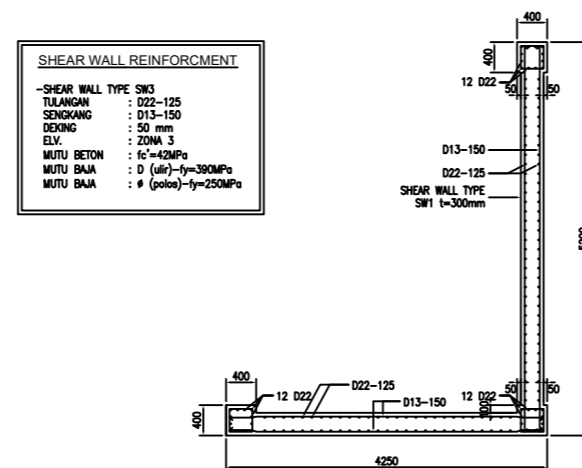 SHEAR WALL REINFORCMENT
-SHEAR WALL TYPE SW3
TULANGAN : D22-125
SENGKANG : D13-150
DEKING : 50 mm
ELV. : ZONA 3
MUTU BETON : fc'=42MPa
MUTU BAJA : D (ulir)-fy=390MPa
MUTU BAJA : ø (polos)-fy=250MPa
400
400
12 D22
50 50
D13-150
D22-125
SHEAR WALL TYPE
SW1 t=300mm
400
12 D22
D22-125
D13-150
12 D22
50 50
400
4250